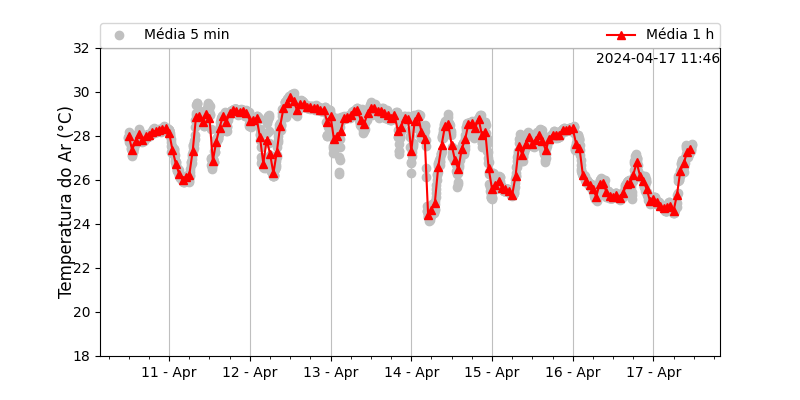 Média 5 min
Média 1 h
2024-04-17 11:46
Temperatura do Ar (°C)
32
30
28
26
24
22
20
18
11 - Apr
12 - Apr
13 - Apr
14 - Apr
15 - Apr
16 - Apr
17 - Apr